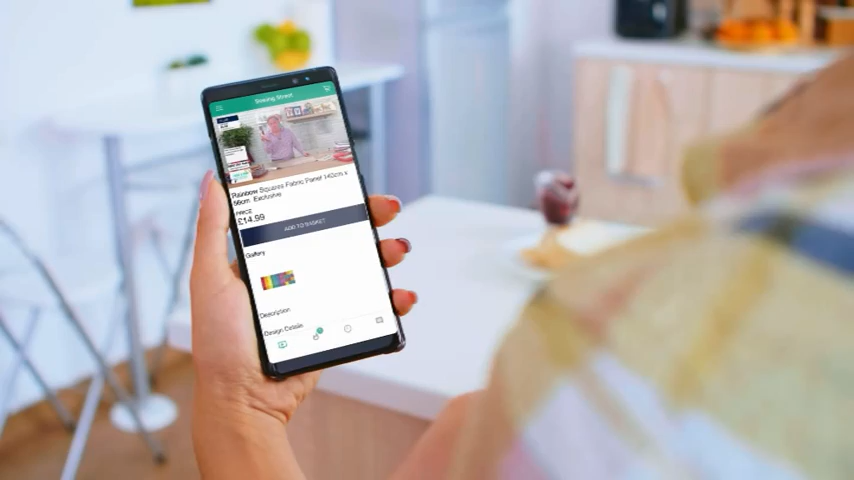 Sewing Street
Rainbow Squares Fabric Panel 140cm x
56cm Exclusive
PRICE
£14.99
ADD TO BASKET
Gallery
Description
Design Details